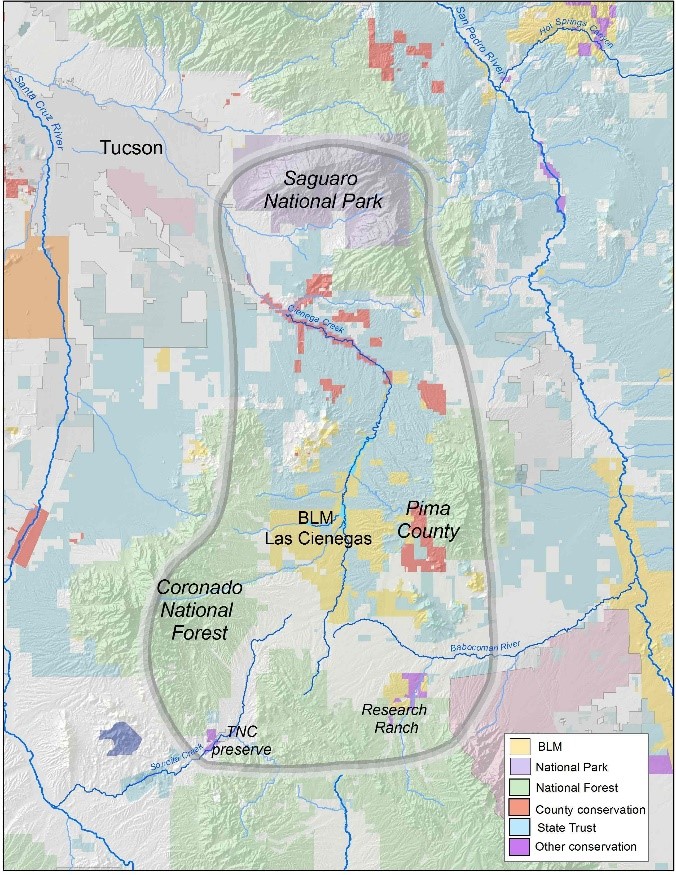 San Pedro River
Hot Springs Canyon
Santa Cruz River
Tucson
Saguaro
National Park
Cienega Creek
BLM
Las Cienegas
Pima
County
Coronado
National
Forest
Babocomari River
Research
Ranch
TNC
preserve
Sonoita Creek
BLM
National Park
National Forest
County conservation
State Trust
Other conservation